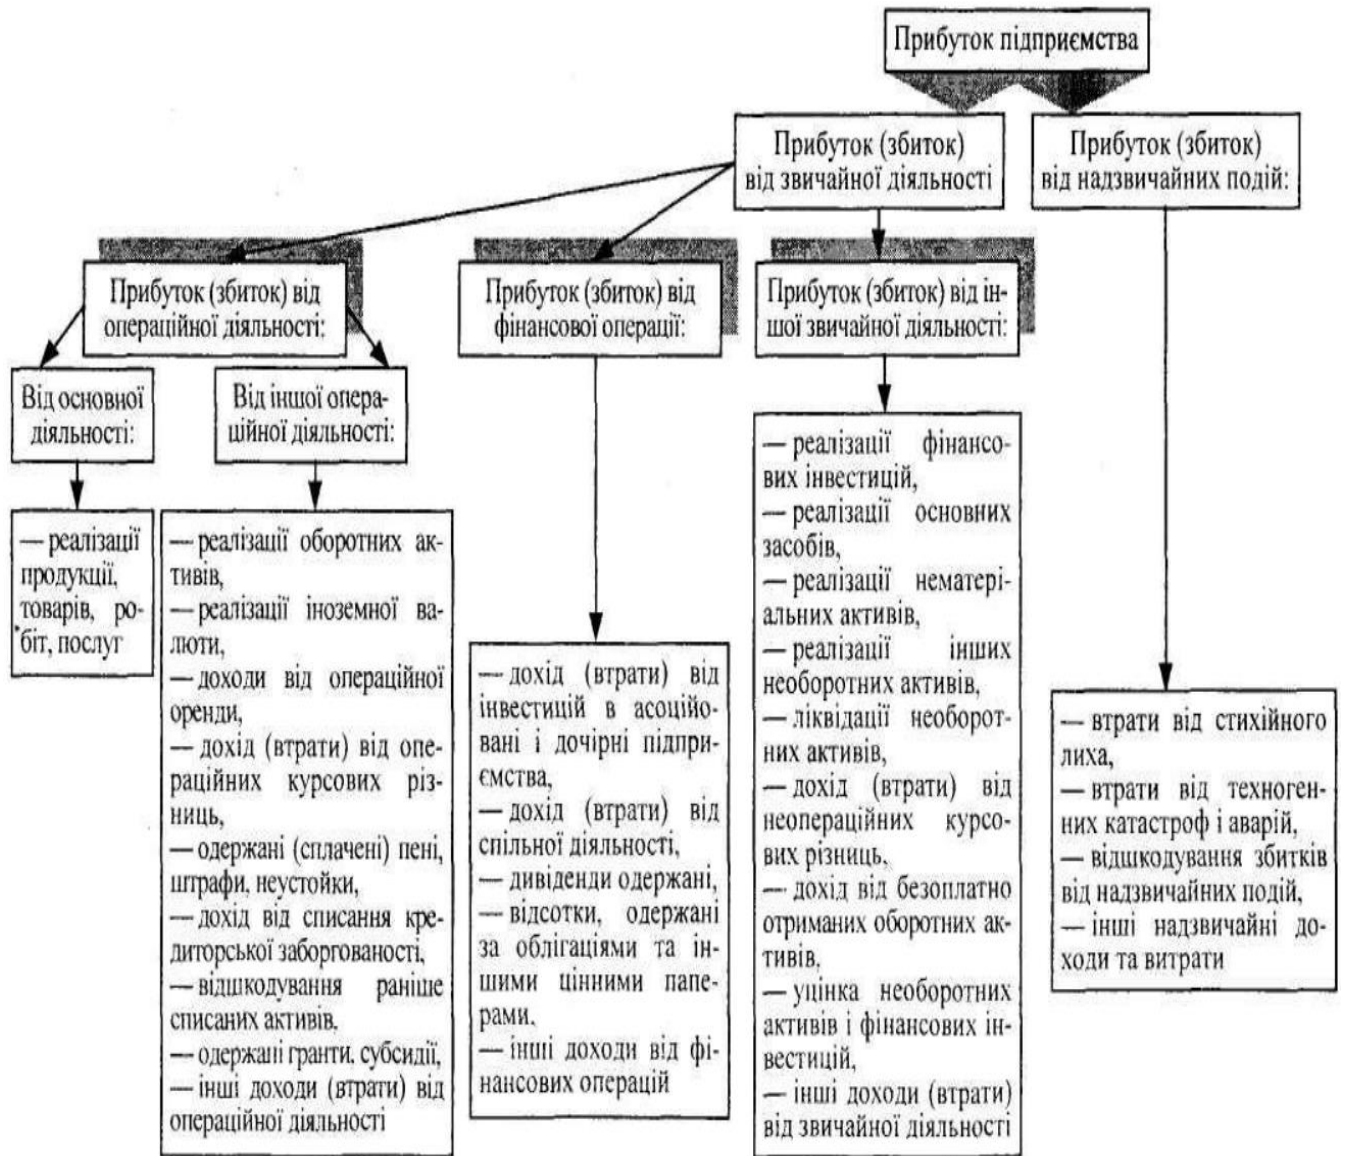 Прибуток підприємства
Прибуток (збиток)
від звичайної діяльності
Прибуток (збиток)
від надзвичайних подій:
Прибуток (збиток) від
операційної діяльності:
Прибуток (збиток) від
фінансової операції:
Прибуток (збиток) від ін-
шої звичайної діяльності:
Від основної
діяльності:
Від іншої опера-
ційної діяльності:
— реалізації
продукції,
товарів, ро-
біт, послуг
— реалізації оборотних ак-
тивів,
— реалізації іноземної ва-
люти,
— доходи від операційної
оренди,
— дохід (втрати) від опе-
раційних курсових різ-
ниць,
— одержані (сплачені) пені,
штрафи, неустойки,
— дохід від списання кре-
диторської заборгованості,
— відшкодування раніше
списаних активів,
— одержані гранти, субсидії,
— інші доходи (втрати) від
операційної діяльності
— дохід (втрати) від
інвестицій в асоційо-
вані і дочірні підпри-
ємства,
— дохід (втрати) від
спільної діяльності,
— дивіденди одержані,
— відсотки, одержані
за облігаціями та ін-
шими цінними папе-
рами,
— інші доходи від фі-
нансових операцій
— реалізації фінансо-
вих інвестицій,
— реалізації основних
засобів,
— реалізації нематері-
альних активів,
— реалізації інших
необоротних активів,
— ліквідації необорот-
них активів,
— дохід (втрати) від
неопераційних курсо-
вих різниць,
— дохід від безоплатно
отриманих оборотних ак-
тивів,
— уцінка необоротних
активів і фінансових ін-
вестицій,
— інші доходи (втрати)
від звичайної діяльності
— втрати від стихійного
лиха,
— втрати від техноген-
них катастроф і аварій,
— відшкодування збитків
від надзвичайних подій,
— інші надзвичайні до-
ходи та витрати